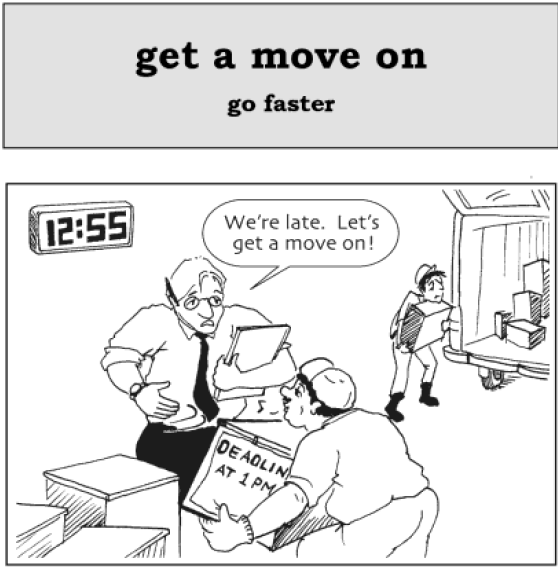 get a move on
go faster
12:55
We're late. Let's
get a move on!
DEADLIN
AT 1 PM